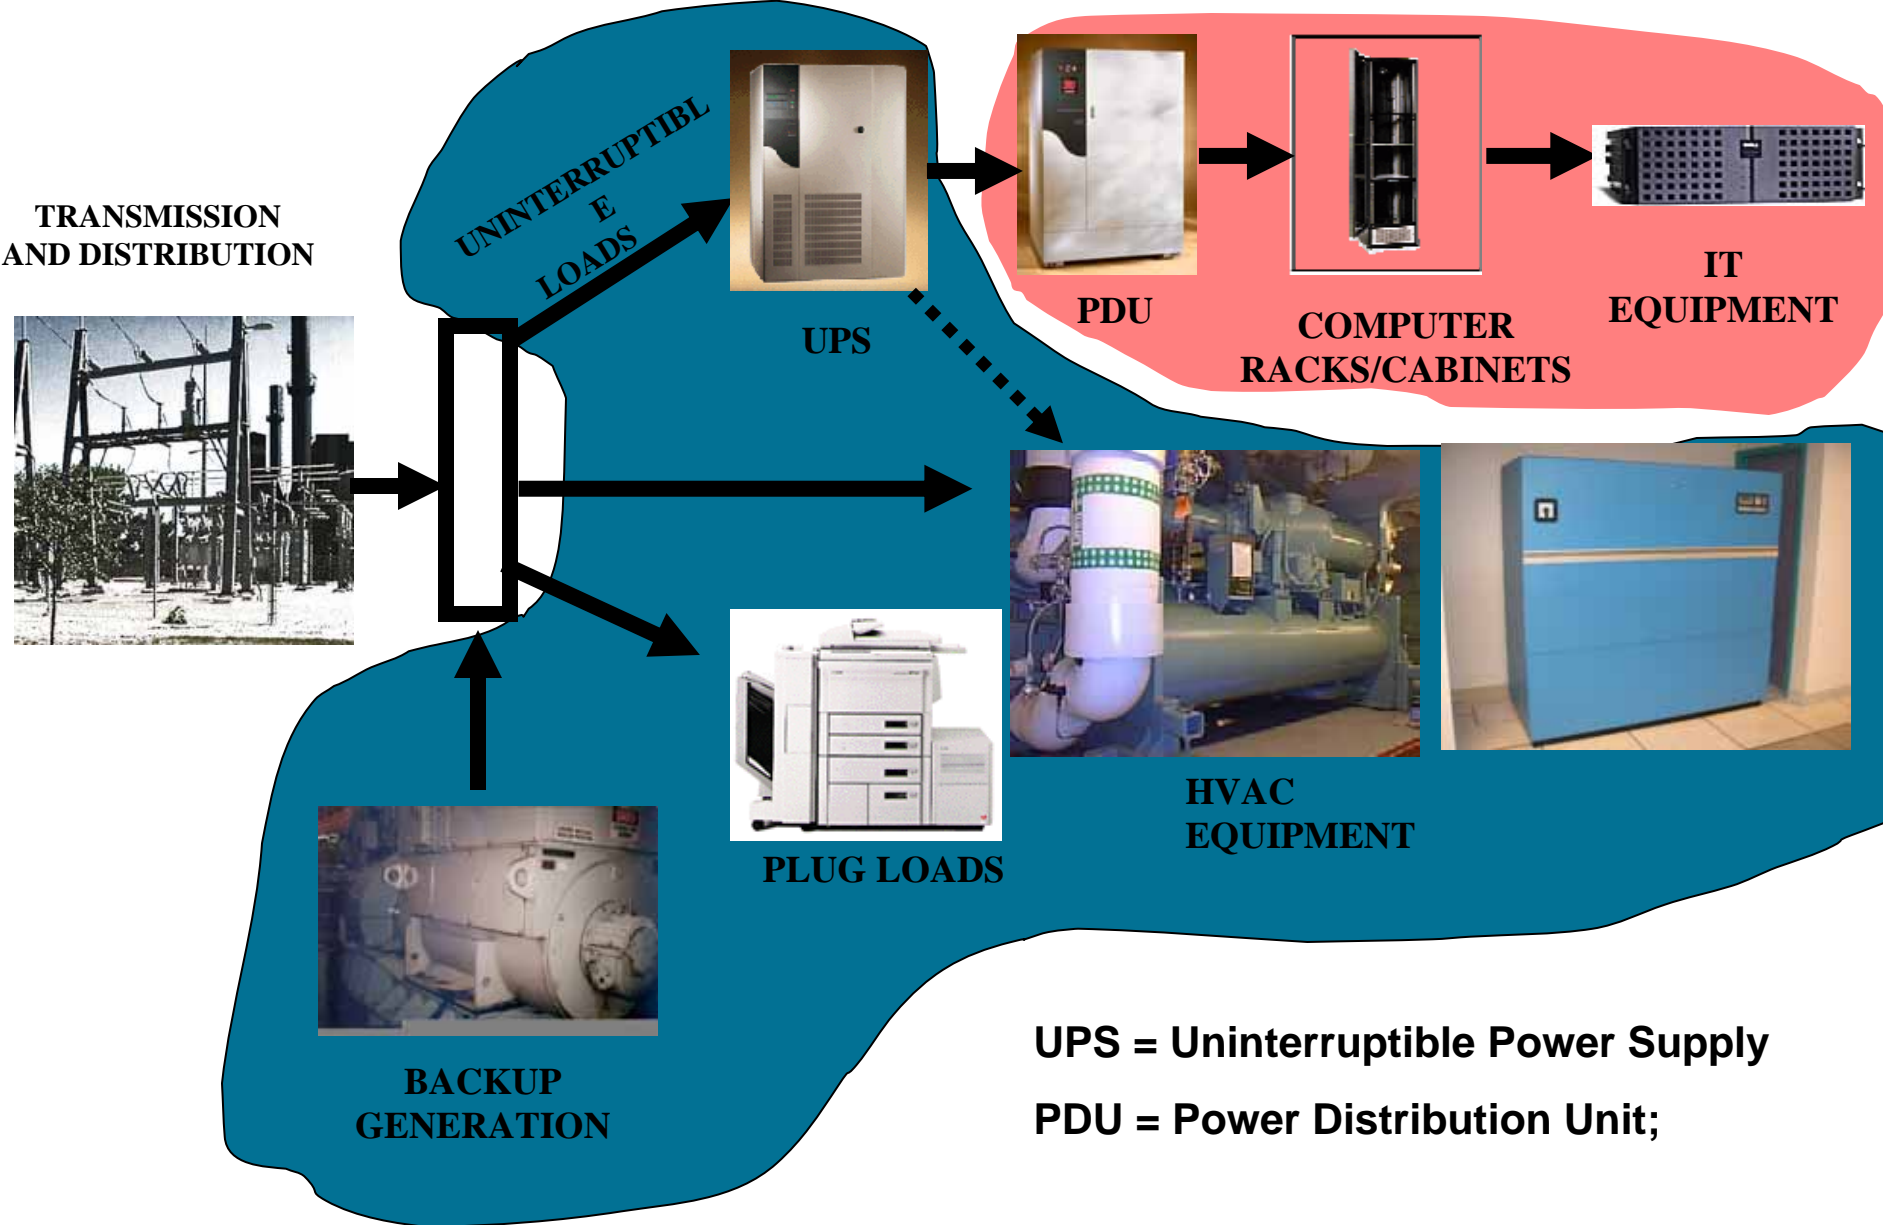 TRANSMISSION
AND DISTRIBUTION
UNINTERRUPTIBL
E
LOADS
UPS
PDU
COMPUTER
RACKS/CABINETS
IT
EQUIPMENT
HVAC
EQUIPMENT
PLUG LOADS
BACKUP
GENERATION
UPS = Uninterruptible Power Supply
PDU = Power Distribution Unit;